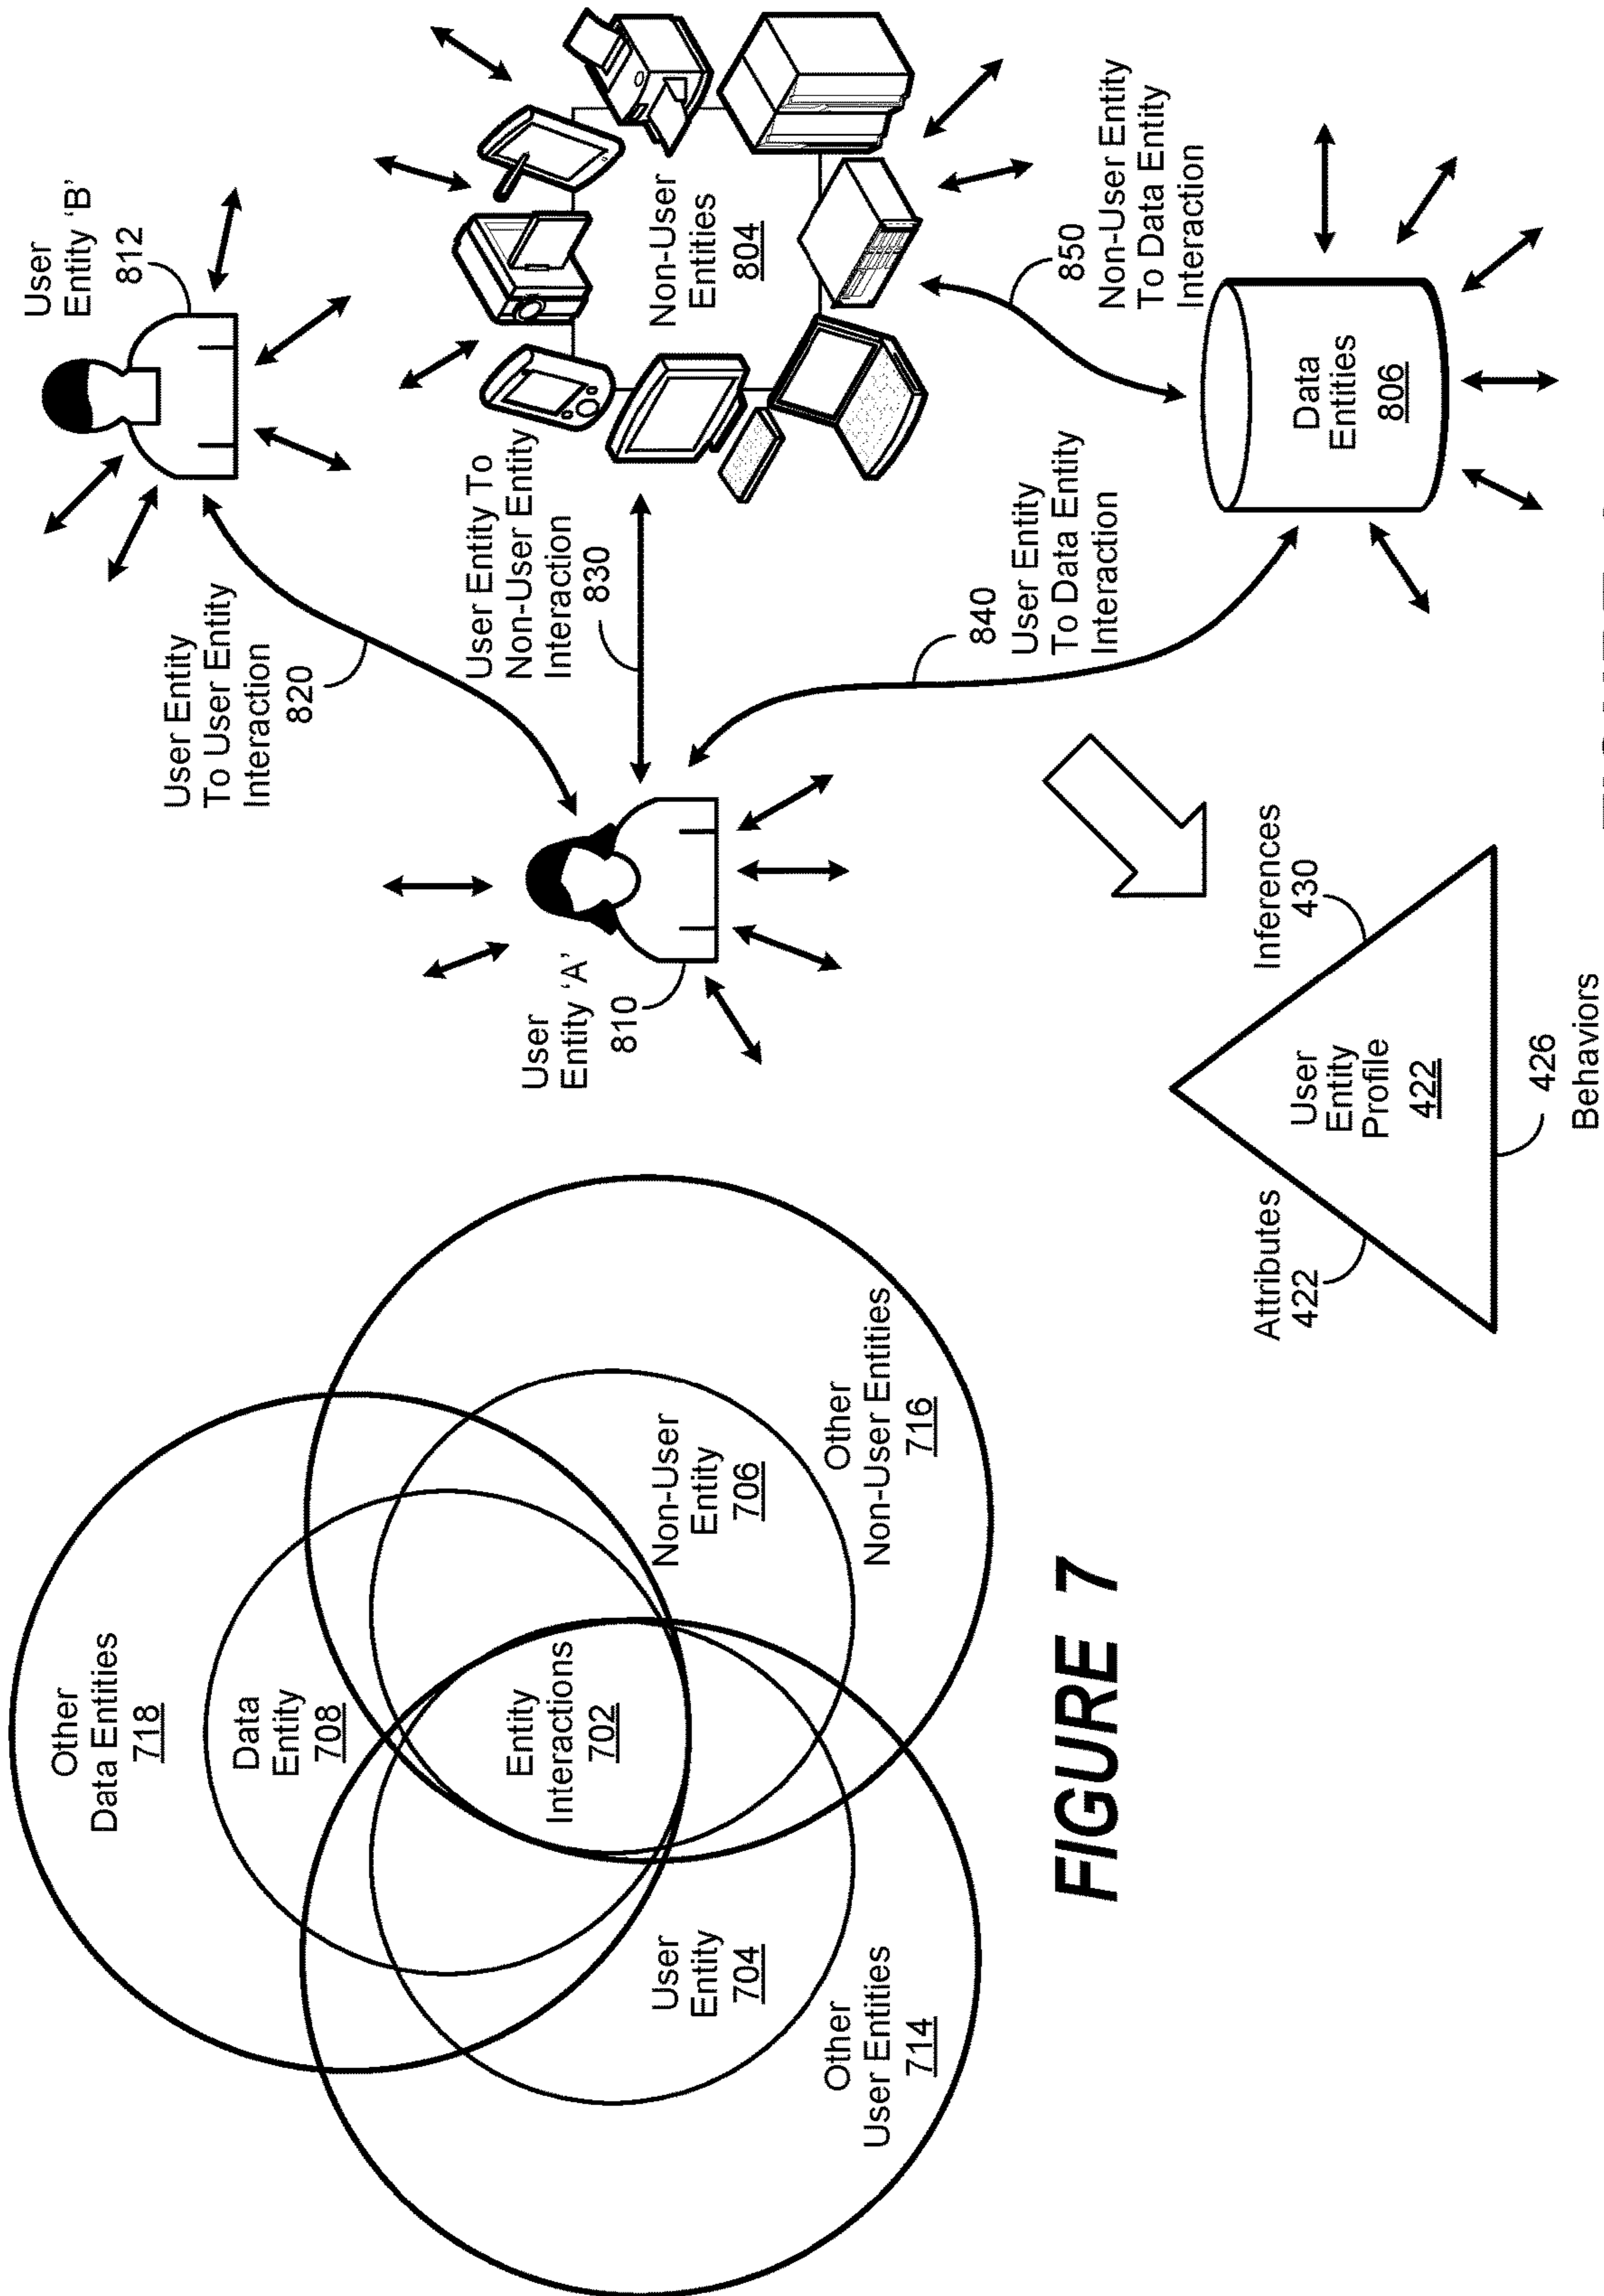 Other
Data Entities
718
Data
Entity
708
Entity
Interactions
702
User
Entity
704
Non-User
Entity
706
Other
User Entities
714
Other
Non-User Entities
716
FIGURE 7
User
Entity 'B'
812
User Entity
To User Entity
Interaction
820
User Entity To
Non-User Entity
Interaction
830
Non-User
Entities
804
User
Entity 'A'
810
840
User Entity
To Data Entity
Interaction
850
Non-User Entity
To Data Entity
Interaction
Data
Entities
806
Attributes
422
Inferences
430
User
Entity
Profile
422
426
Behaviors